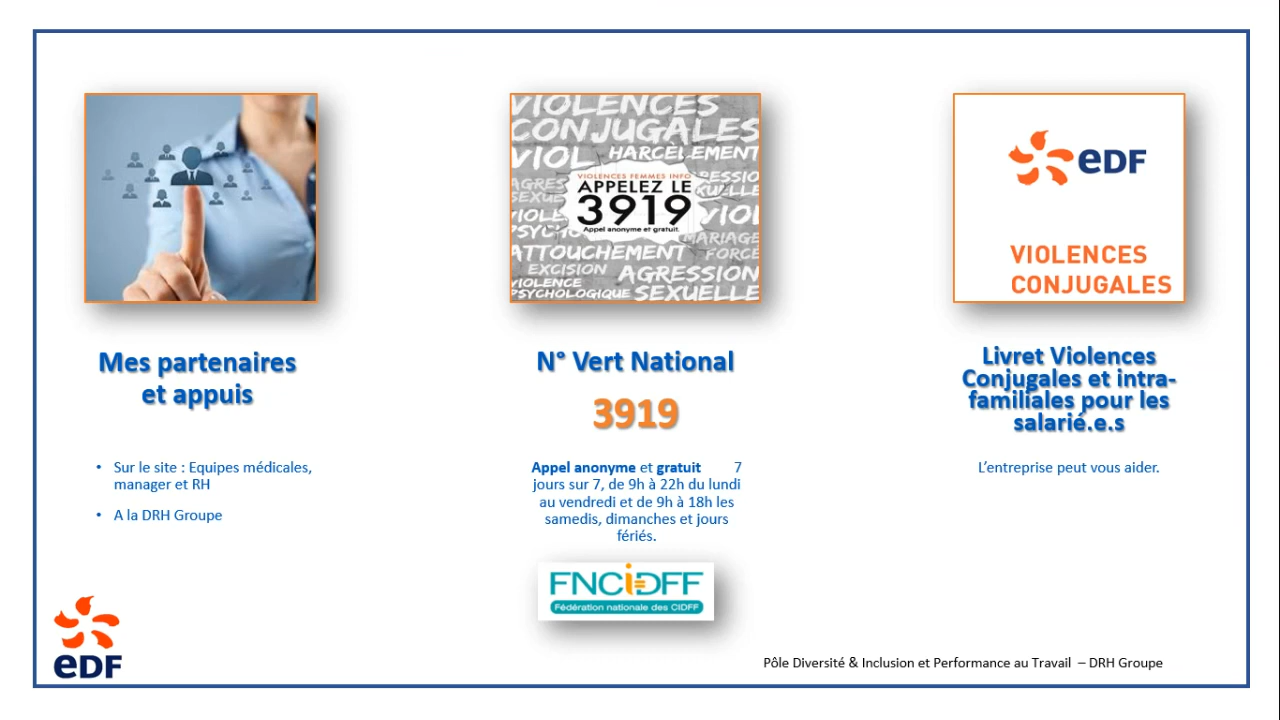 VIOLENCES
CONJUGALES
VIOL HARCÈLEMENT
VIOLENCES FEMMES INFO
APPELEZ LE
3919
Appel anonyme et gratuit.
MARIAGE
FORCÉ
ATTOUCHEMENT
EXCISION
AGRESSION
VIOLENCE
PSYCHOLOGIQUE
SEXUELLE
eDF
VIOLENCES
CONJUGALES
Mes partenaires
et appuis
• Sur le site : Equipes médicales,
manager et RH
• A la DRH Groupe
N° Vert National
3919
Appel anonyme et gratuit 7
jours sur 7, de 9h à 22h du lundi
au vendredi et de 9h à 18h les
samedis, dimanches et jours
fériés.
FNCiDFF
Fédération nationale des CIDFF
Livret Violences
Conjugales et intra-
familiales pour les
salarié.e.s
L’entreprise peut vous aider.
eDF
Pôle Diversité & Inclusion et Performance au Travail – DRH Groupe